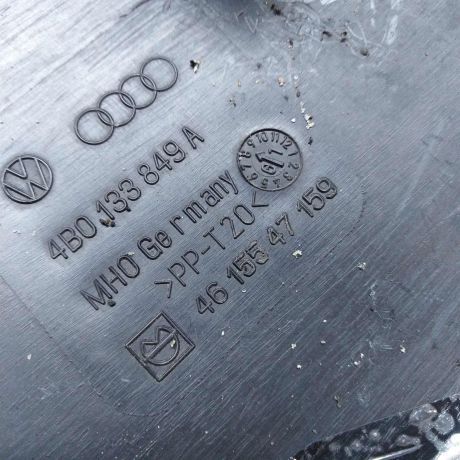 4B0 133 849 A
MHO Germany
>PP-T20<
46 155 47 159